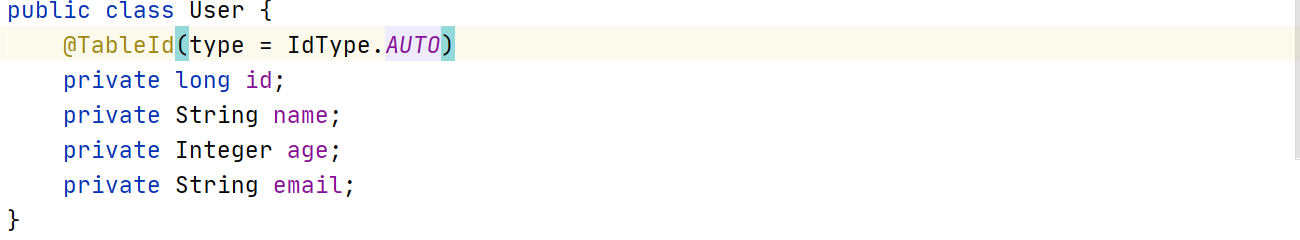 public class User {
    @TableId(type = IdType.AUTO)
    private long id;
    private String name;
    private Integer age;
    private String email;
}